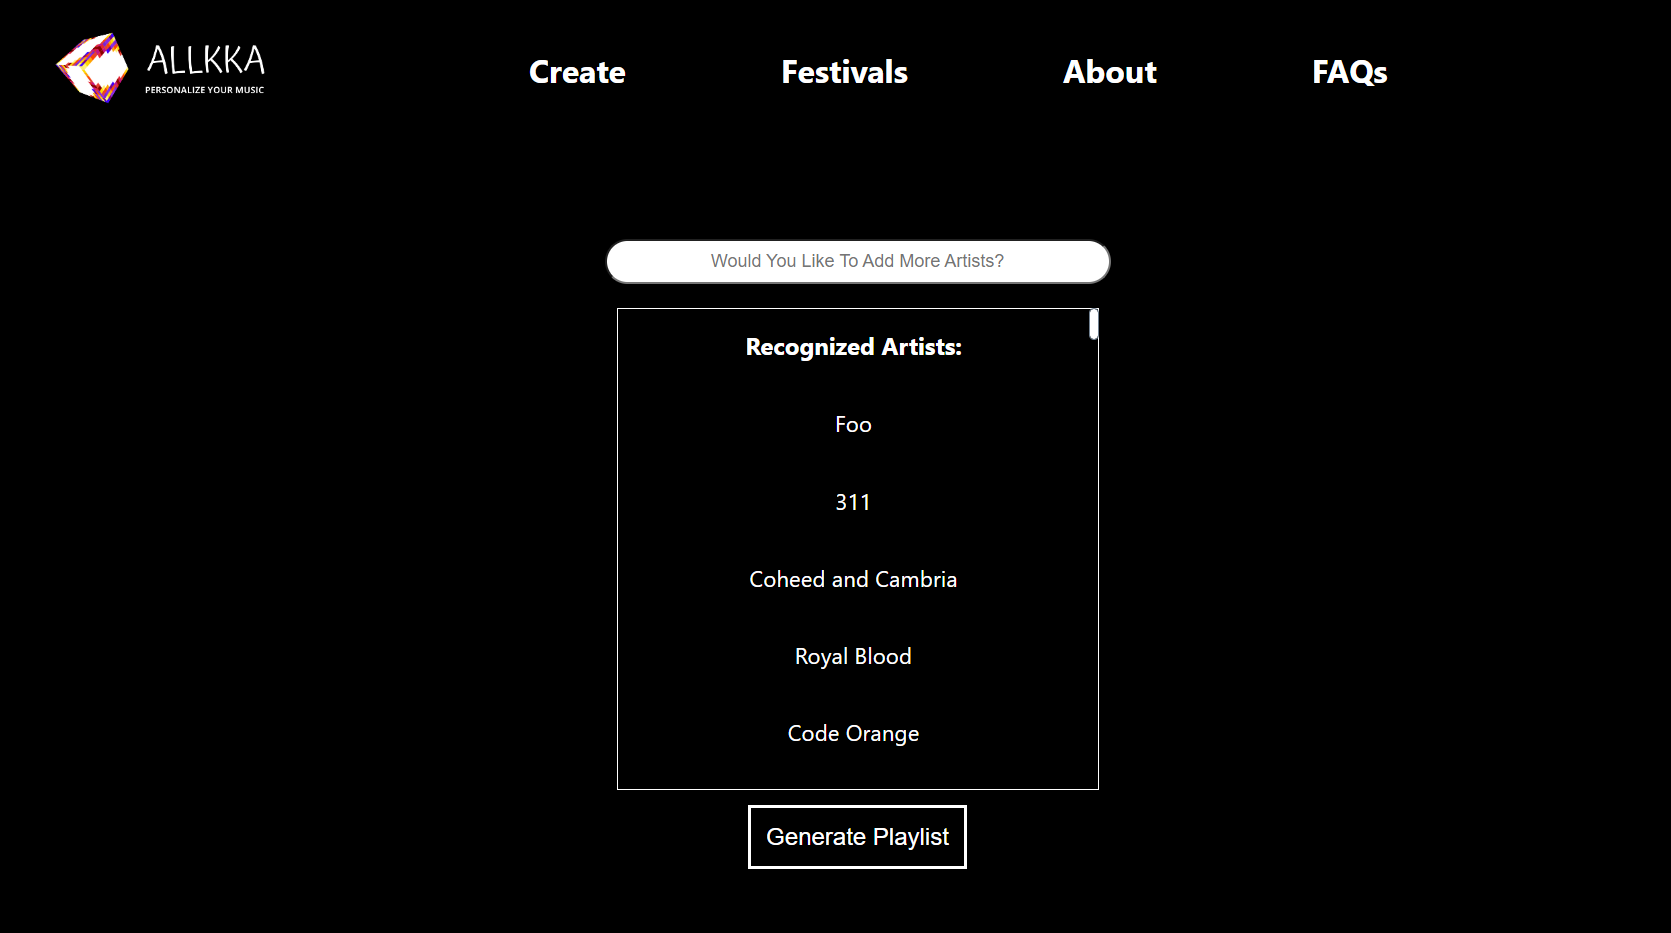 ALLKKA
PERSONALIZE YOUR MUSIC
Create
Festivals
About
FAQs
Would You Like To Add More Artists?
Recognized Artists:
Foo
311
Coheed and Cambria
Royal Blood
Code Orange
Generate Playlist